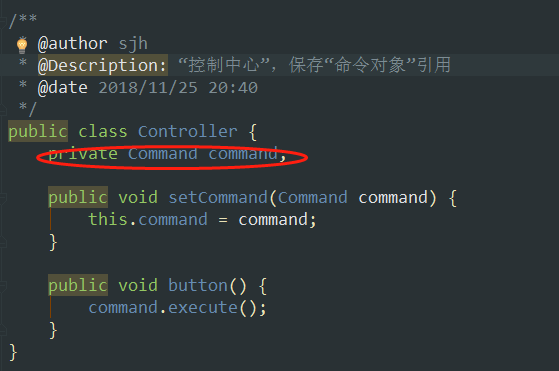 /**
* @author sjh
* @Description: “控制中心”，保存“命令对象”引用
* @date 2018/11/25 20:40
*/
public class Controller {
private Command command;
public void setCommand(Command command) {
this.command = command;
}
public void button() {
command.execute();
}
}